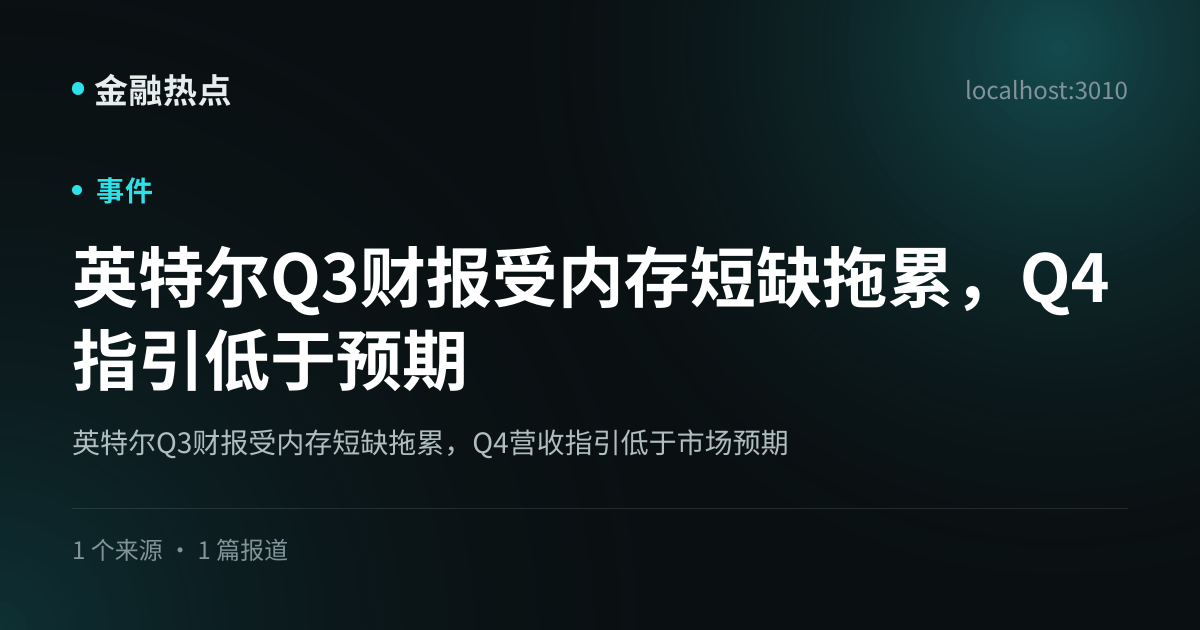 金融热点
localhost:3010
事件
英特尔Q3财报受内存短缺拖累，Q4
指引低于预期
英特尔Q3财报受内存短缺拖累，Q4营收指引低于市场预期
1 个来源 · 1 篇报道